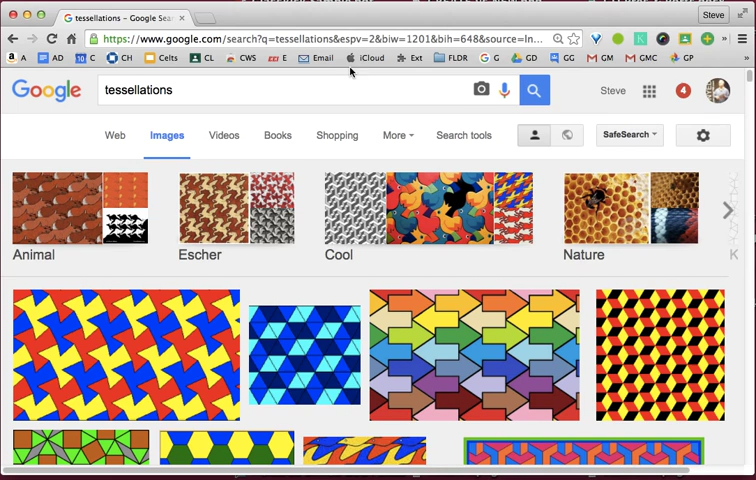 tessellations – Google Sear
Steve
https://www.google.com/search?q=tessellations&espv=2&biw=1201&bih=648&source=ln...
A AD C CH Celts CL CWS E Email iCloud Ext FLDR G GD GG GM GMC GP
Google tessellations Steve 4
Web Images Videos Books Shopping More Search tools SafeSearch
Animal Escher Cool Nature K